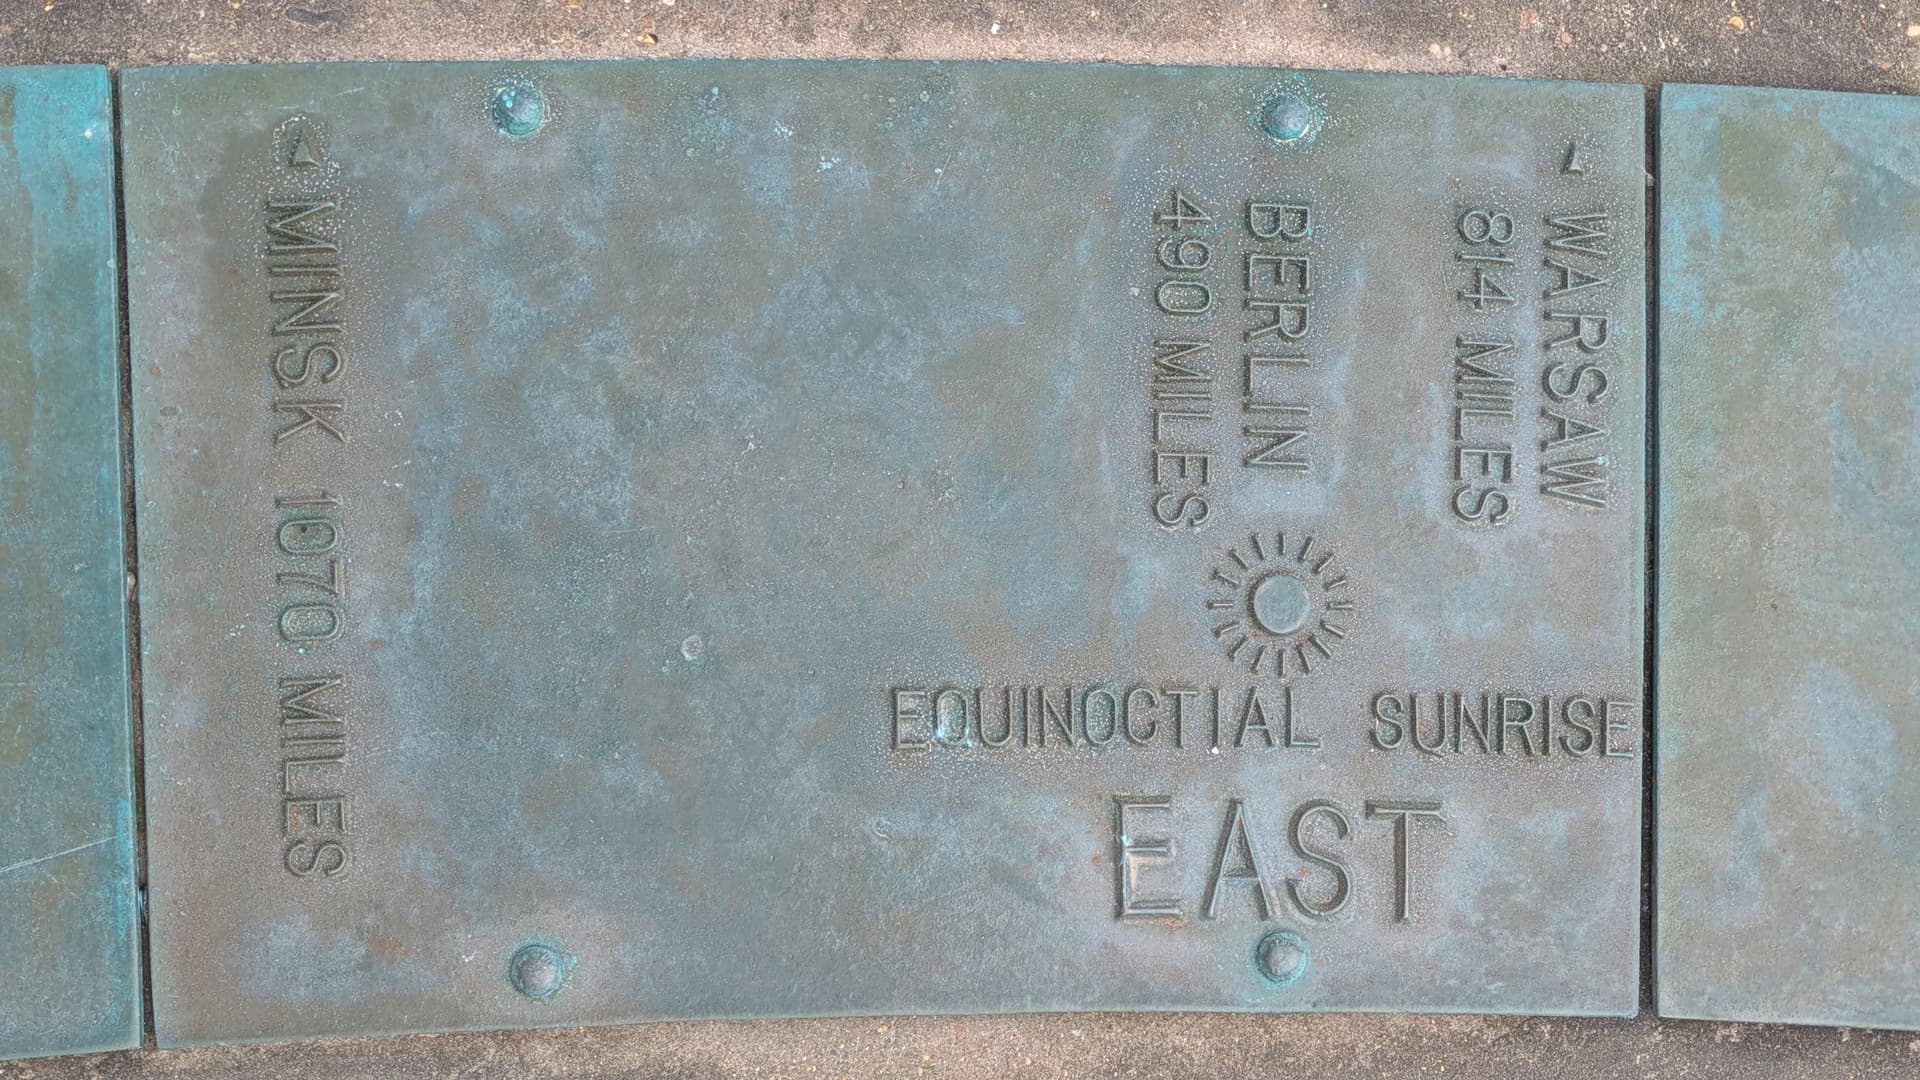 MINSK 1070 MILES
BERLIN
490 MILES
WARSAW
814 MILES
EQUINOCTIAL SUNRISE
EAST